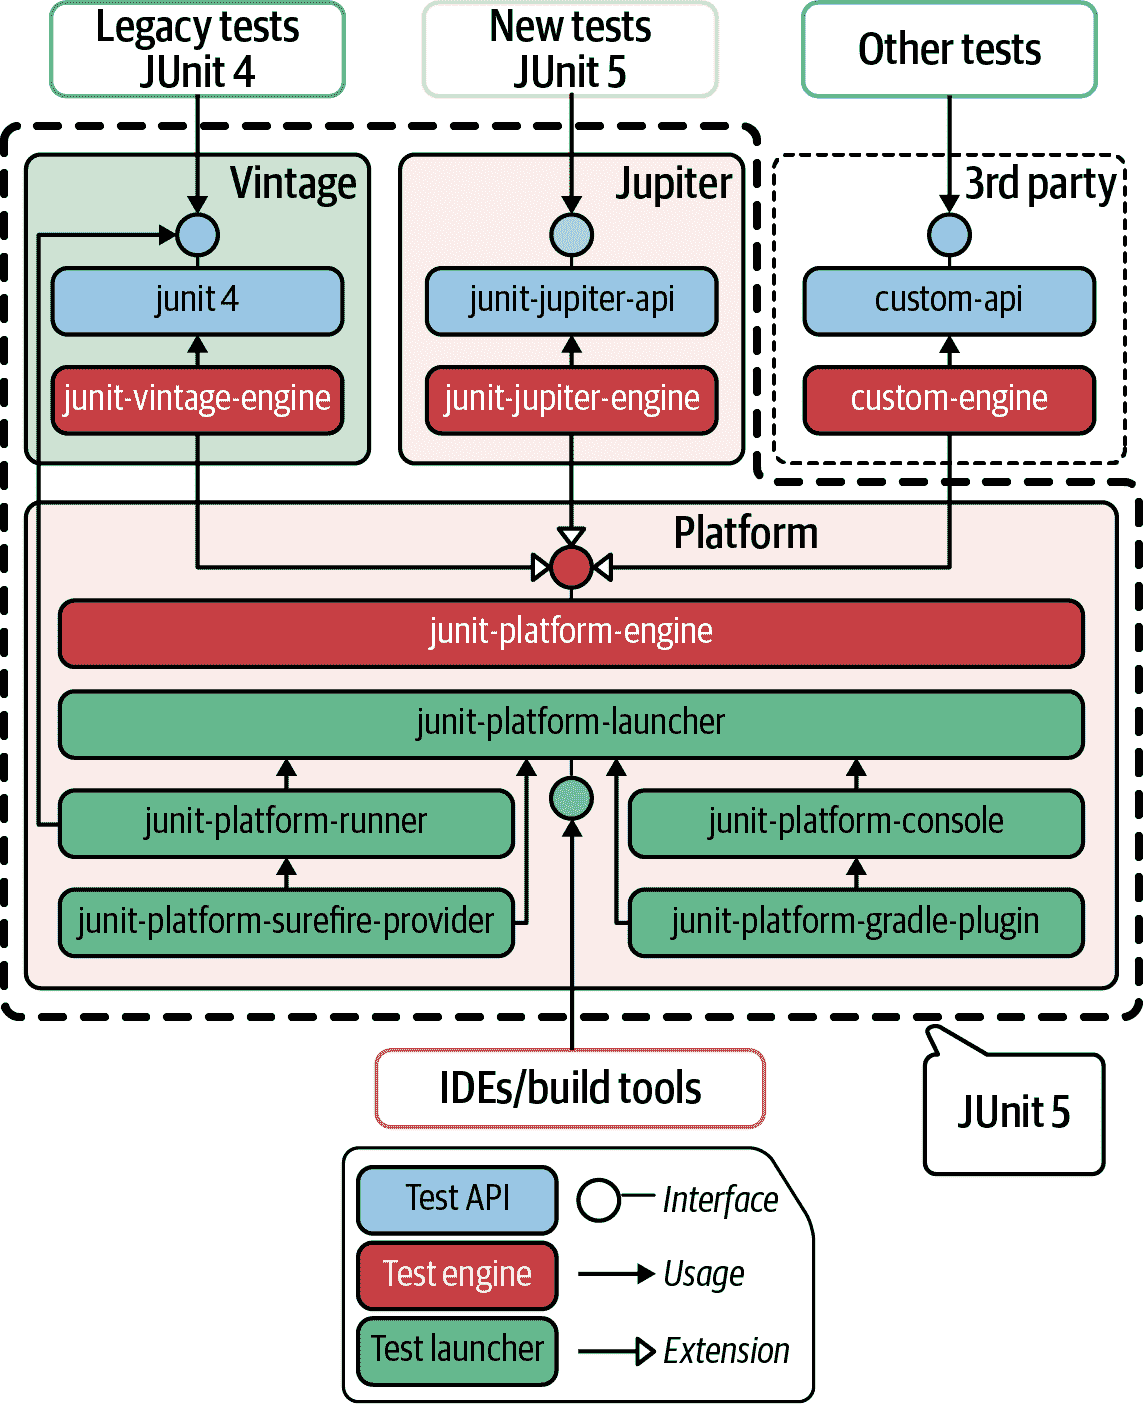 Legacy tests
JUnit 4
New tests
JUnit 5
Other tests
Vintage
Jupiter
3rd party
junit 4
junit-jupiter-api
custom-api
junit-vintage-engine
junit-jupiter-engine
custom-engine
Platform
junit-platform-engine
junit-platform-launcher
junit-platform-runner
junit-platform-console
junit-platform-surefire-provider
junit-platform-gradle-plugin
IDEs/build tools
JUnit 5
Test API
Interface
Test engine
Usage
Test launcher
Extension